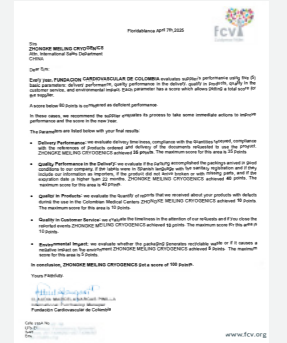 fcv
Floridablanca April 7th, 2025
Sirs
ZHONGKE MEILING CRYOGENICS
Attn. International Sales Department
CHINA
Dear Sirs:
Every year, FUNDACION CARDIOVASCULAR DE COLOMBIA evaluates supplier's performance using five (5)
basic parameters: delivery performance, quality performance in the delivery, quality in products, quality in the
customer service, and environmental impact. Each parameter has a score which allows getting a total score for
the supplier.
A score below 80 points is considered as deficient performance.
In these cases, we recommend the supplier evaluates its process to take some immediate actions to improve
performance and the score in the new year.
The Parameters are listed below with your final results:
• Delivery Performance: we evaluate delivery time basis, compliance with the quantities
with the references of products ordered and delivery of the documents requested to use the product.
ZHONGKE MEILING CRYOGENICS achieved 35 points. The maximum score for this area is 35 Points
• Quality Performance in the Delivery: we evaluate if the packaging accompanied the packages arrived in good
conditions to our company, if the labels were in Spanish language with the sanitary registration and if they
include our information as importers, if the product did not arrive broken or with missing parts, and if the
expiration date is higher than 22 months. ZHONGKE MEILING CRYOGENICS achieved 40 points. The
maximum score for this area is 40 points
• Quality in Products: we evaluate the quantity of reports that we received about your products with defects
during the use in the Colombian Medical Centers ZHONGKE MEILING CRYOGENICS achieved 10 points
The maximum score for this area is 10 Points.
• Quality in Customer Service: we evaluate the timeliness in the attention of our requests and if you close the
reported events ZHONGKE MEILING CRYOGENICS achieved 10 points. The maximum score for this area is
10 Points.
• Environmental Impact: we evaluate whether the packaging generates recyclable waste or if it causes a
negative impact on the environment ZHONGKE MEILING CRYOGENICS achieved 5 points. The maximum
score for this area is 5 Points
In conclusion, ZHONGKE MEILING CRYOGENICS got a score of 100 points.
Yours Faithfully,
International Purchasing Manager
Fundación Cardiovascular de Colombia
www.fcv.org